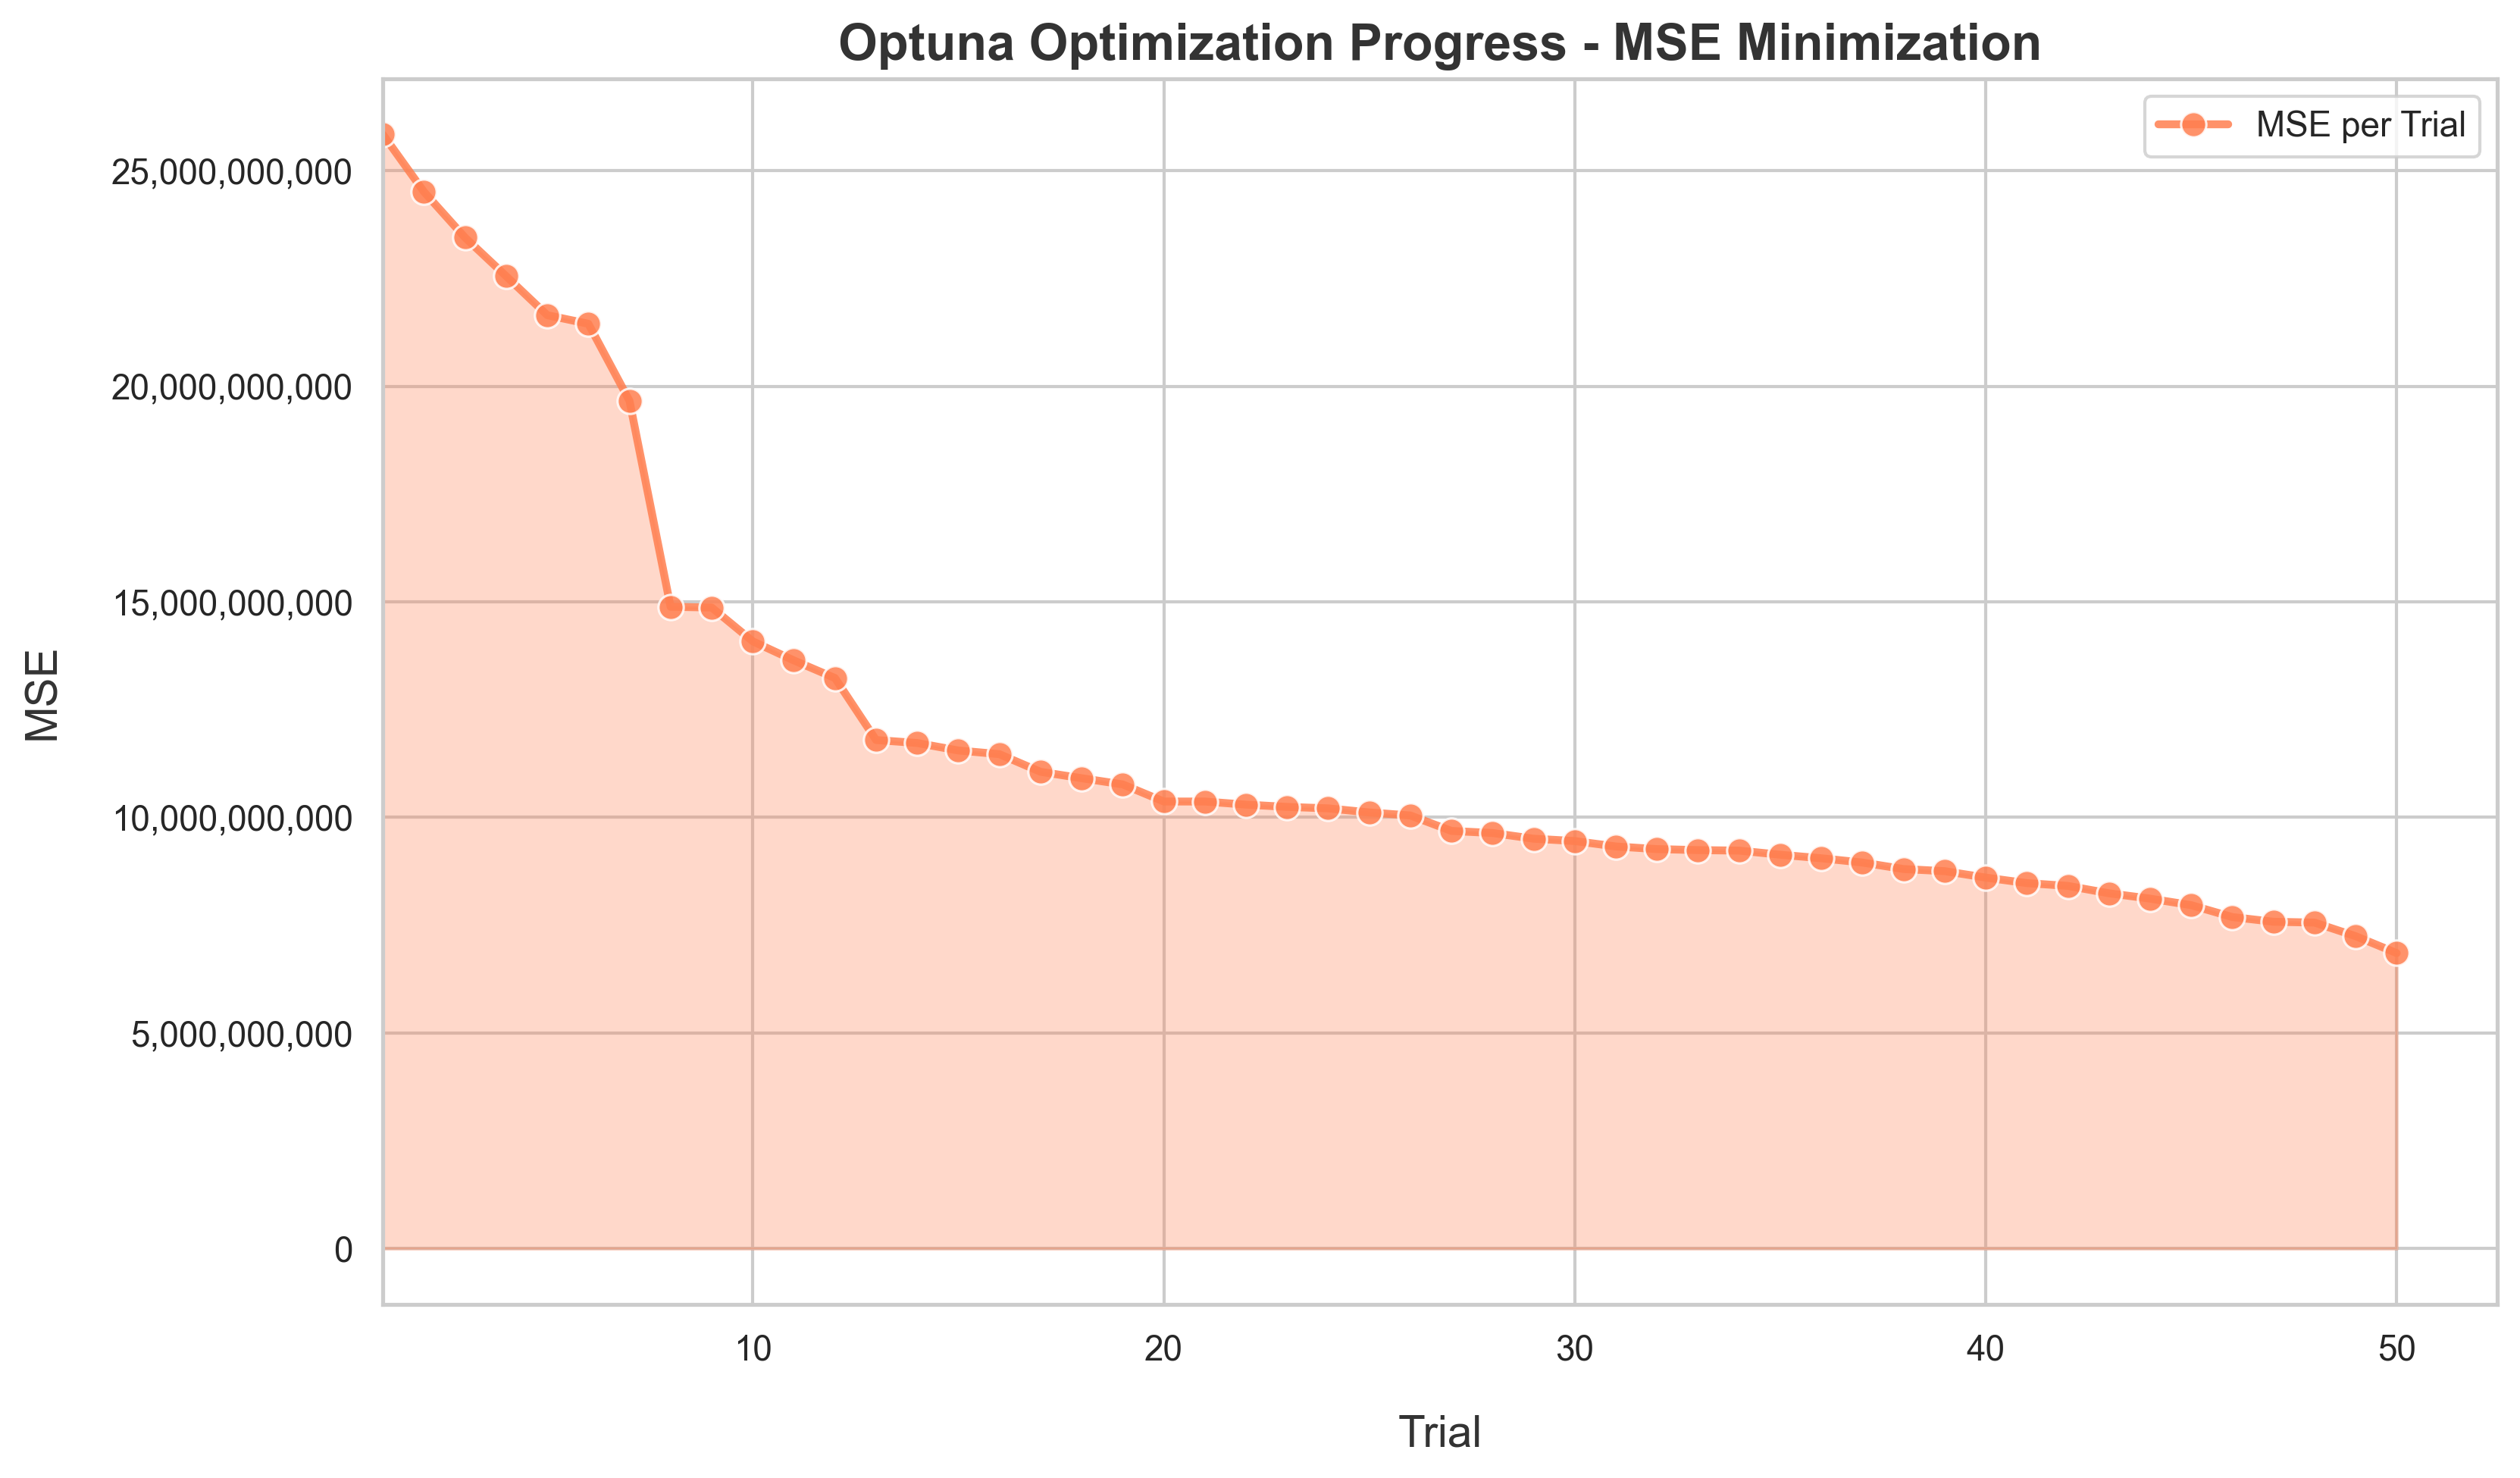 Optuna Optimization Progress - MSE Minimization
MSE per Trial
25,000,000,000
20,000,000,000
15,000,000,000
10,000,000,000
5,000,000,000
0
MSE
10 20 30 40 50
Trial